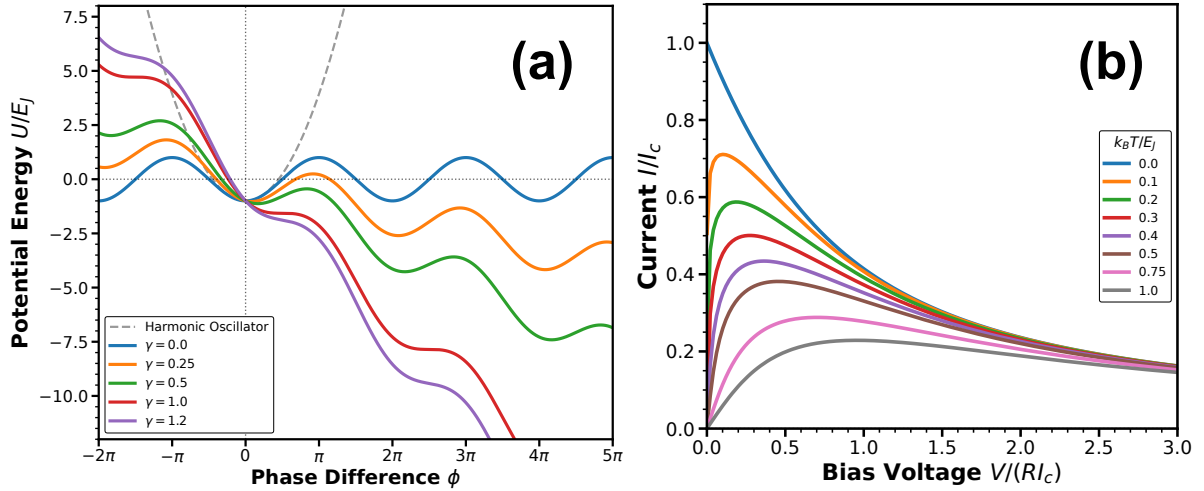 (a)
Potential Energy U/E_J
7.5
5.0
2.5
0.0
−2.5
−5.0
−7.5
−10.0
Harmonic Oscillator
γ = 0.0
γ = 0.25
γ = 0.5
γ = 1.0
γ = 1.2
−2π −π 0 π 2π 3π 4π 5π
Phase Difference ϕ
(b)
Current I/I_c
1.0
0.8
0.6
0.4
0.2
0.0
k_BT/E_J
0.0
0.1
0.2
0.3
0.4
0.5
0.75
1.0
0.0 0.5 1.0 1.5 2.0 2.5 3.0
Bias Voltage V/(RI_c)